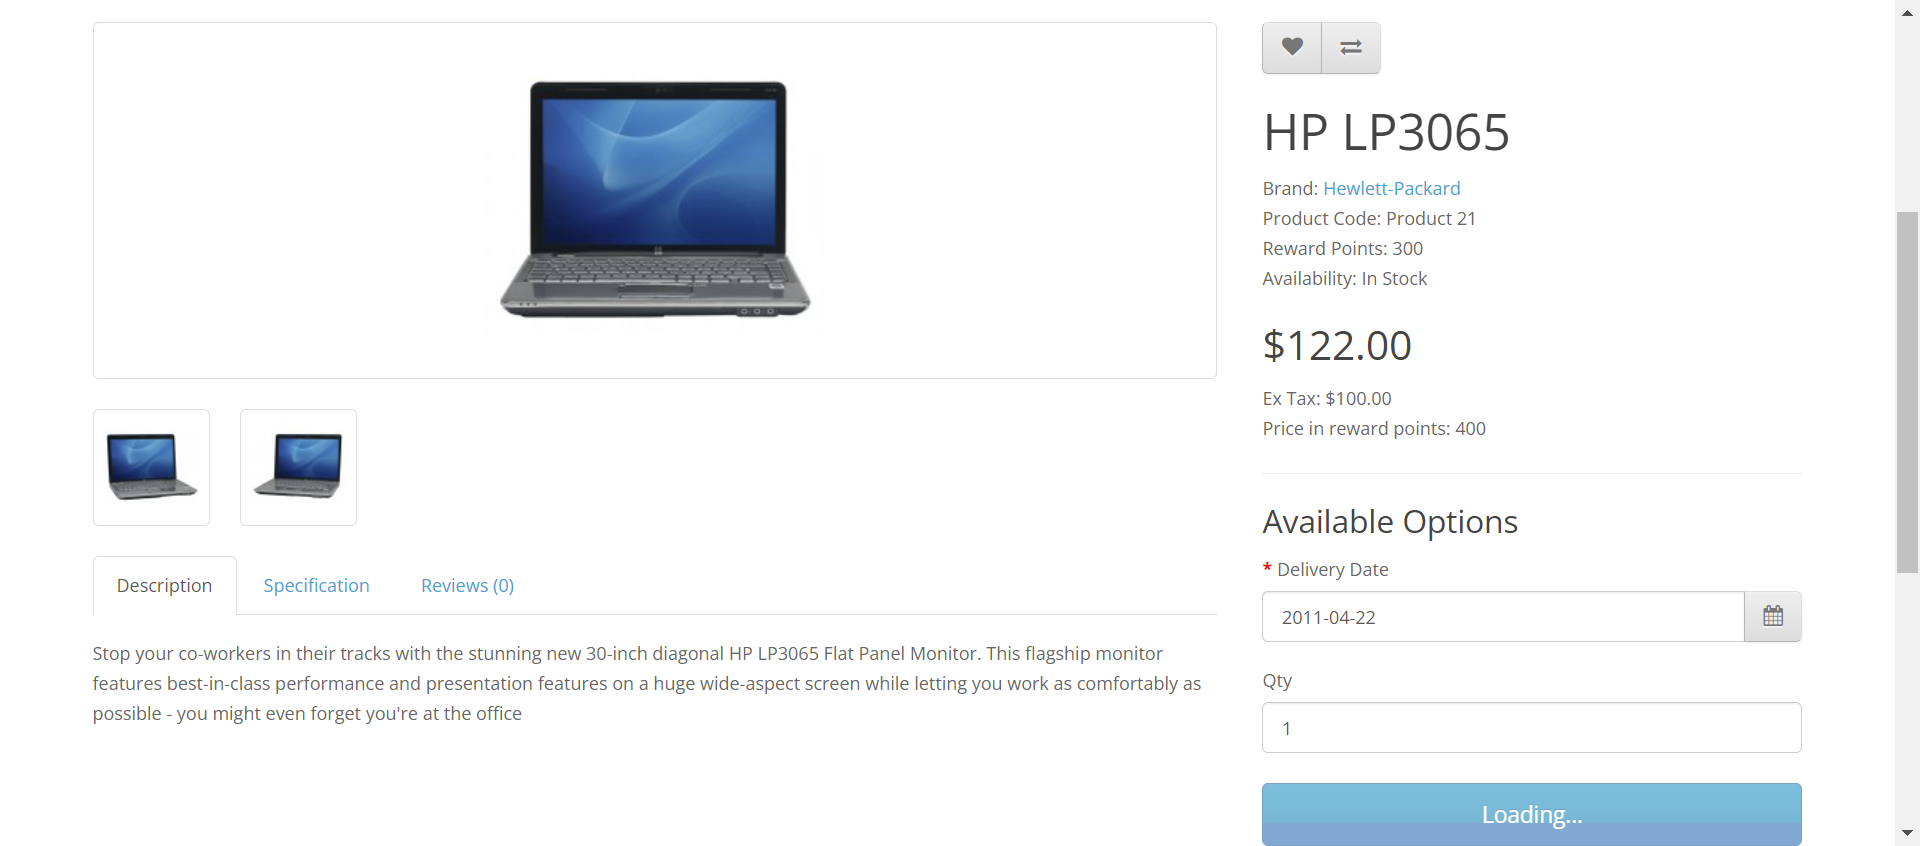 HP LP3065
Brand: Hewlett-Packard
Product Code: Product 21
Reward Points: 300
Availability: In Stock
$122.00
Ex Tax: $100.00
Price in reward points: 400
Available Options
* Delivery Date
2011-04-22
Qty
1
Loading...
Description
Specification
Reviews (0)
Stop your co-workers in their tracks with the stunning new 30-inch diagonal HP LP3065 Flat Panel Monitor. This flagship monitor
features best-in-class performance and presentation features on a huge wide-aspect screen while letting you work as comfortably as
possible - you might even forget you're at the office